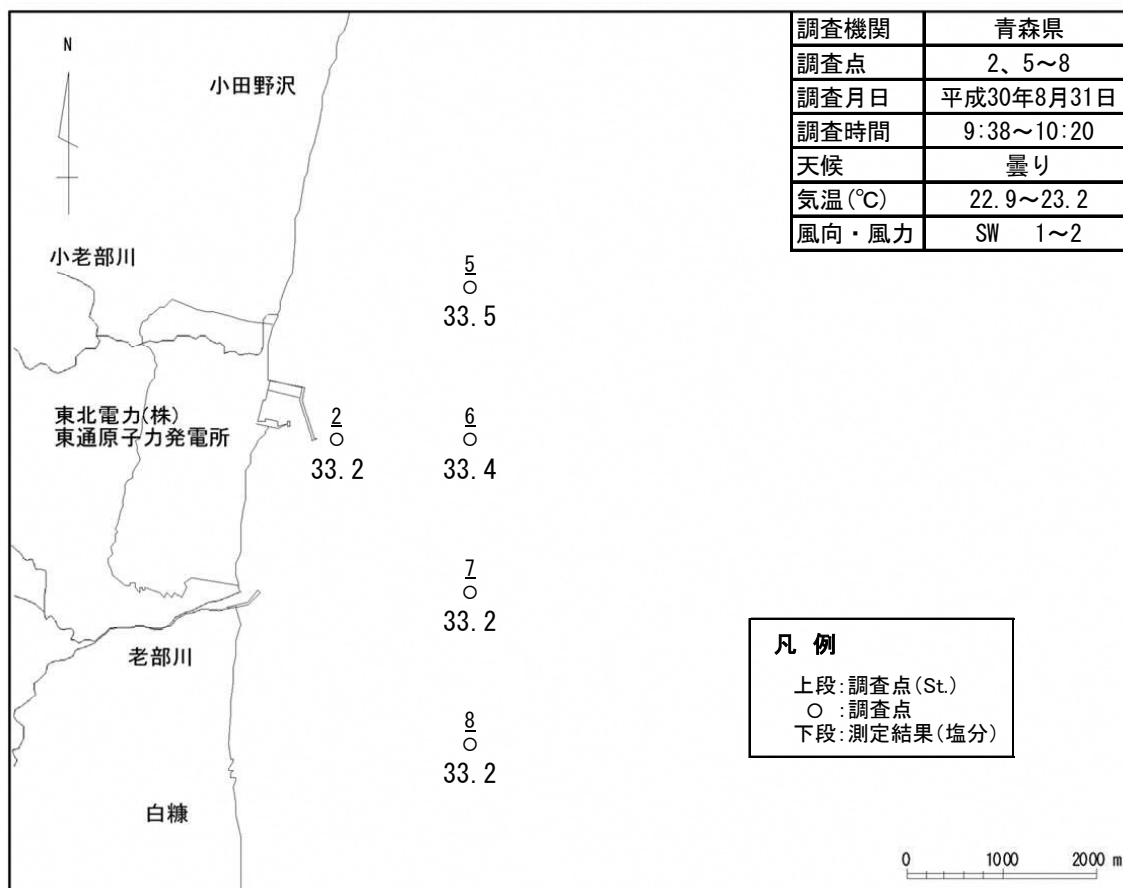 N
小田野沢
調査機関 青森県
調査点 2、5～8
調査月日 平成30年8月31日
調査時間 9:38～10:20
天候 曇り
気温(℃) 22.9～23.2
風向・風力 SW 1～2
小老部川
5
33.5
東北電力(株)
東通原子力発電所
2
33.2
6
33.4
7
33.2
老部川
8
33.2
白糠
凡 例
上段:調査点(St.)
○ :調査点
下段:測定結果(塩分)
0 1000 2000 m